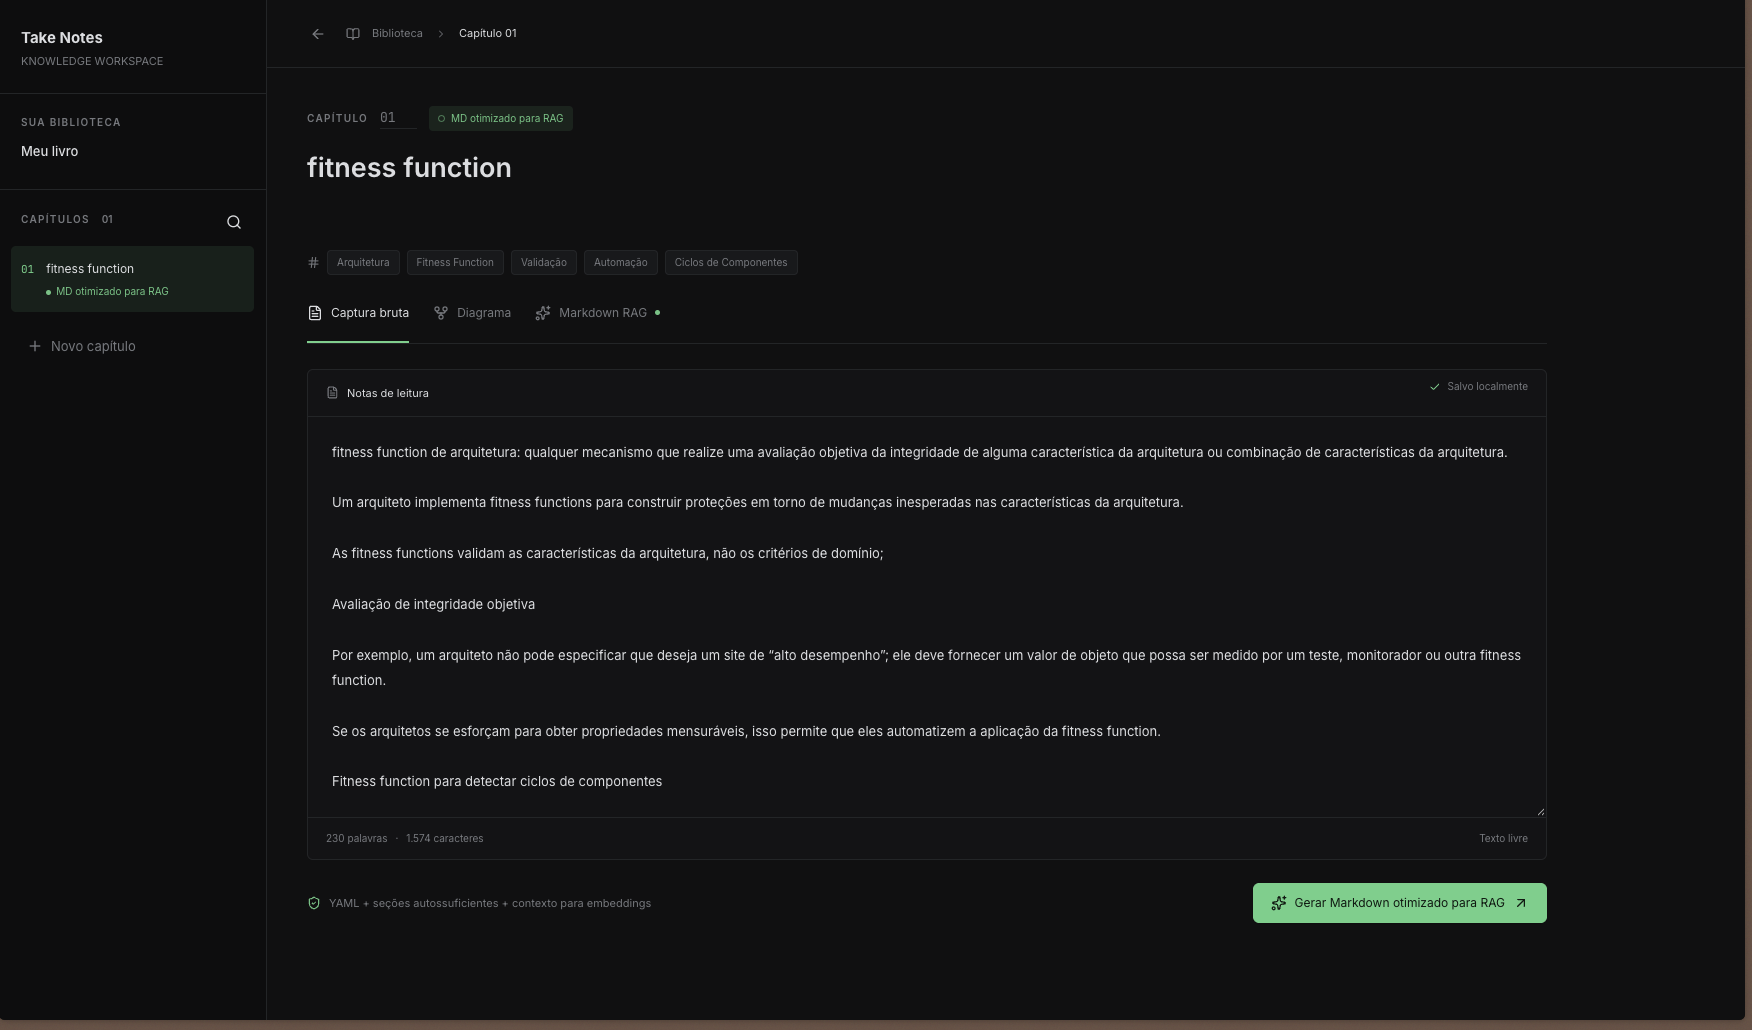 Take Notes
KNOWLEDGE WORKSPACE
SUA BIBLIOTECA
Meu livro
CAPÍTULOS 01
01 fitness function
MD otimizado para RAG
Novo capítulo
Biblioteca
Capítulo 01
CAPÍTULO 01 MD otimizado para RAG
fitness function
# Arquitetura Fitness Function Validação Automação Ciclos de Componentes
Captura bruta Diagrama Markdown RAG
Notas de leitura
Salvo localmente
fitness function de arquitetura: qualquer mecanismo que realize uma avaliação objetiva da integridade de alguma característica da arquitetura ou combinação de características da arquitetura.
Um arquiteto implementa fitness functions para construir proteções em torno de mudanças inesperadas nas características da arquitetura.
As fitness functions validam as características da arquitetura, não os critérios de domínio;
Avaliação de integridade objetiva
Por exemplo, um arquiteto não pode especificar que deseja um site de “alto desempenho”; ele deve fornecer um valor de objeto que possa ser medido por um teste, monitorador ou outra fitness
function.
Se os arquitetos se esforçam para obter propriedades mensuráveis, isso permite que eles automatizem a aplicação da fitness function.
Fitness function para detectar ciclos de componentes
230 palavras · 1.574 caracteres
Texto livre
YAML + seções autossuficientes + contexto para embeddings
Gerar Markdown otimizado para RAG